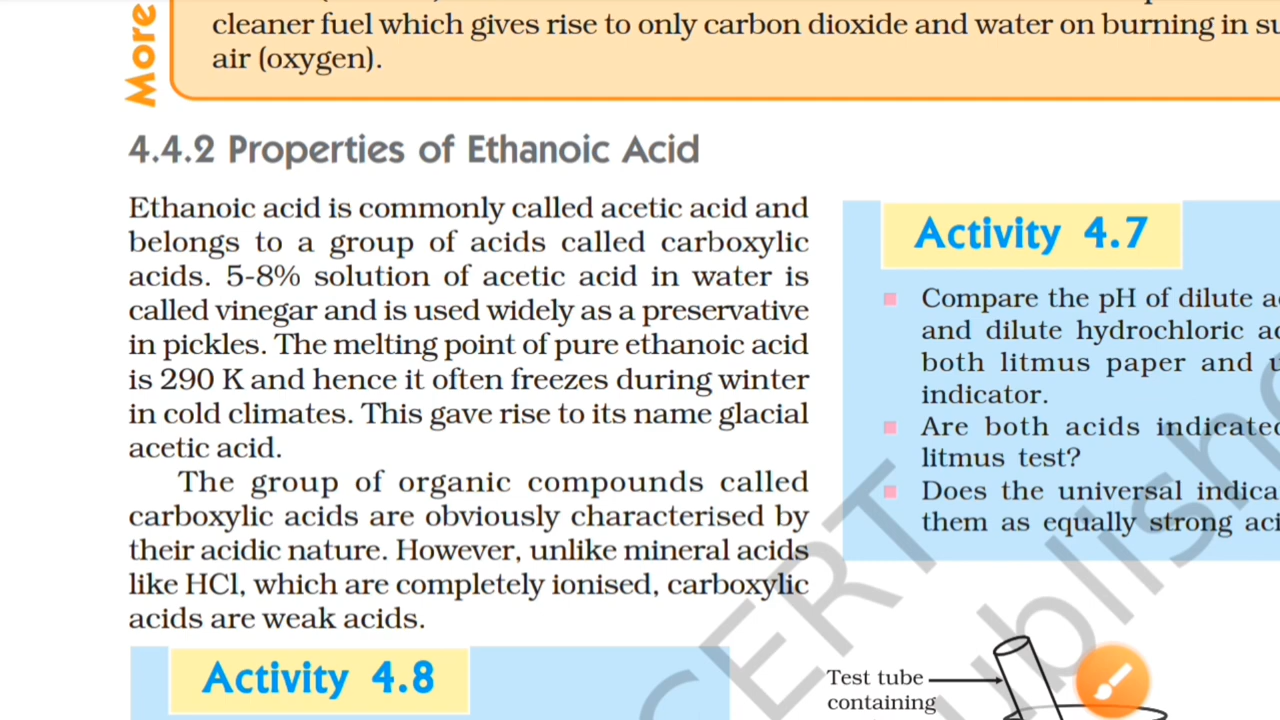 More
cleaner fuel which gives rise to only carbon dioxide and water on burning in
air (oxygen).
4.4.2 Properties of Ethanoic Acid
Ethanoic acid is commonly called acetic acid and
belongs to a group of acids called carboxylic
acids. 5-8% solution of acetic acid in water is
called vinegar and is used widely as a preservative
in pickles. The melting point of pure ethanoic acid
is 290 K and hence it often freezes during winter
in cold climates. This gave rise to its name glacial
acetic acid.
The group of organic compounds called
carboxylic acids are obviously characterised by
their acidic nature. However, unlike mineral acids
like HCl, which are completely ionised, carboxylic
acids are weak acids.
Activity 4.8
Activity 4.7
Compare the pH of dilute
and dilute hydrochloric
both litmus paper and
indicator.
Are both acids indicated
litmus test?
Does the universal
them as equally strong
Test tube
containing